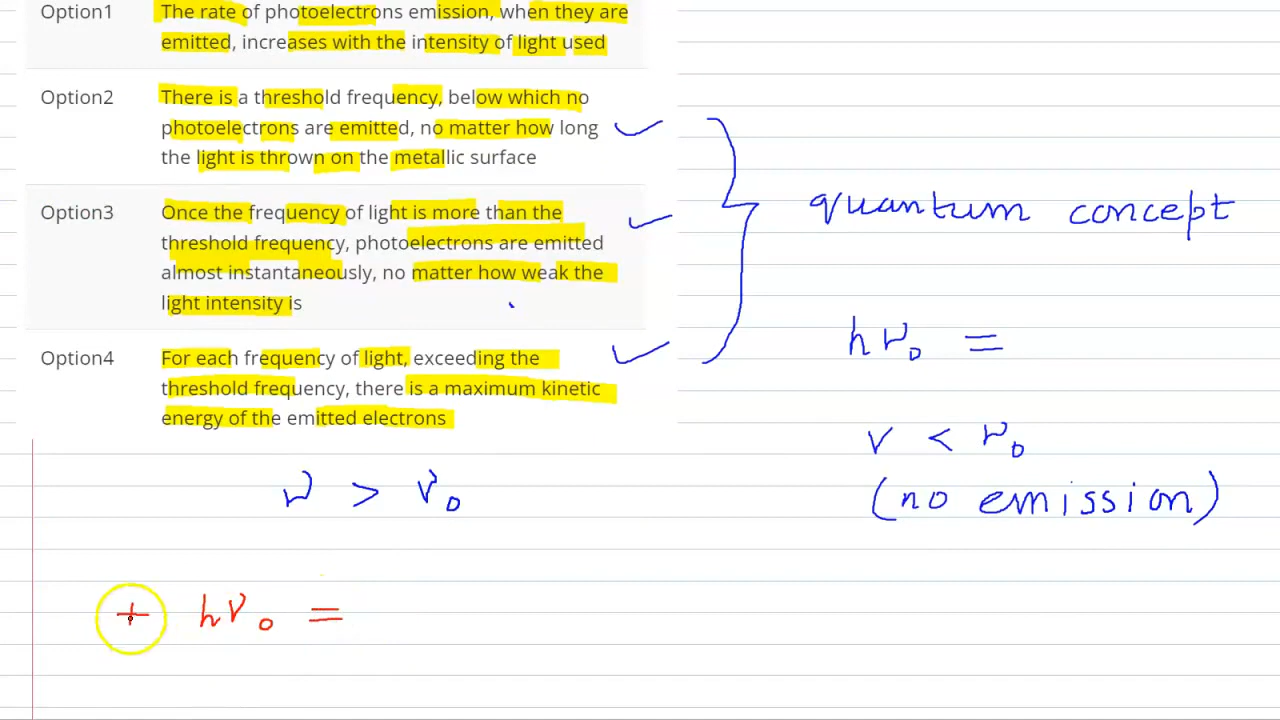 Option1 The rate of photoelectrons emission, when they are
emitted, increases with the intensity of light used
Option2 There is a threshold frequency, below which no
photoelectrons are emitted, no matter how long
the light is thrown on the metallic surface
Option3 Once the frequency of light is more than the
threshold frequency, photoelectrons are emitted
almost instantaneously, no matter how weak the
light intensity is
Option4 For each frequency of light, exceeding the
threshold frequency, there is a maximum kinetic
energy of the emitted electrons
quantum concept
hν₀ =
ν < ν₀
(no emission)
ν > ν₀
+ hν₀ =